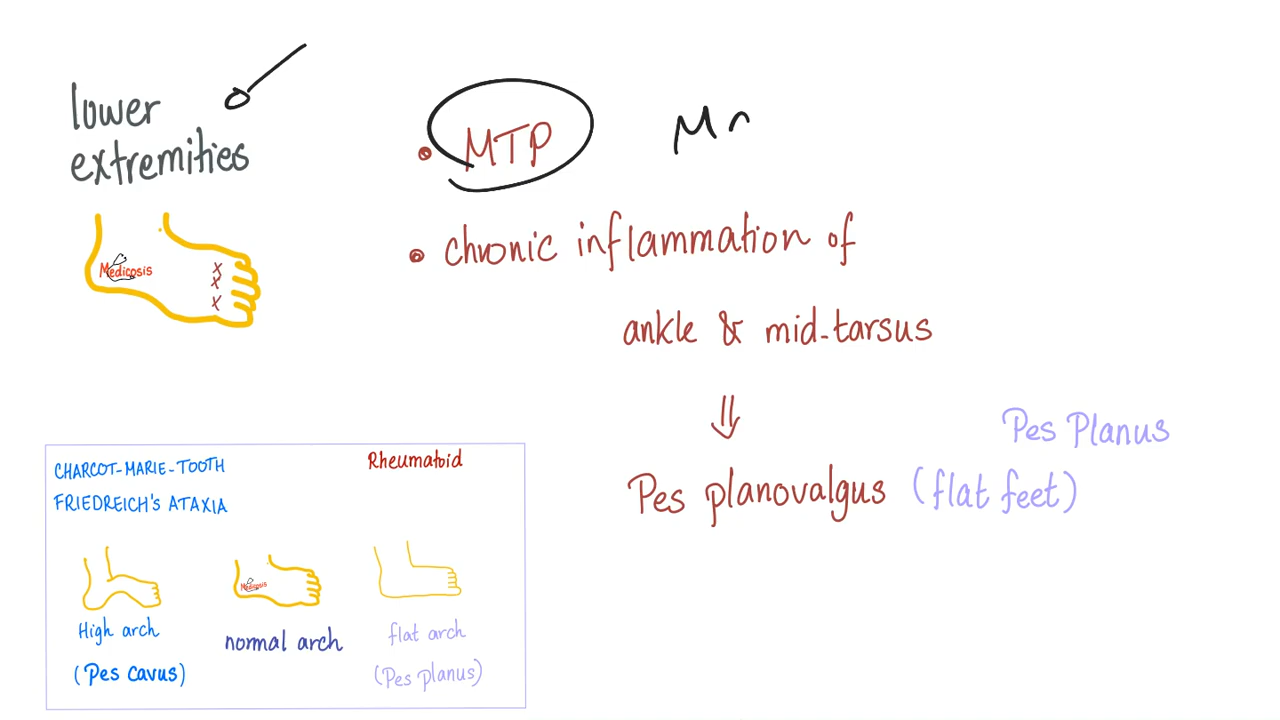 lower
extremities
Medicosis
• MTP
M
• chronic inflammation of
ankle & mid-tarsus
⇓
Pes planovalgus (flat feet)
Pes Planus
CHARCOT-MARIE-TOOTH
FRIEDREICH'S ATAXIA
Rheumatoid
High arch
(Pes cavus)
Medicosis
normal arch
flat arch
(Pes planus)